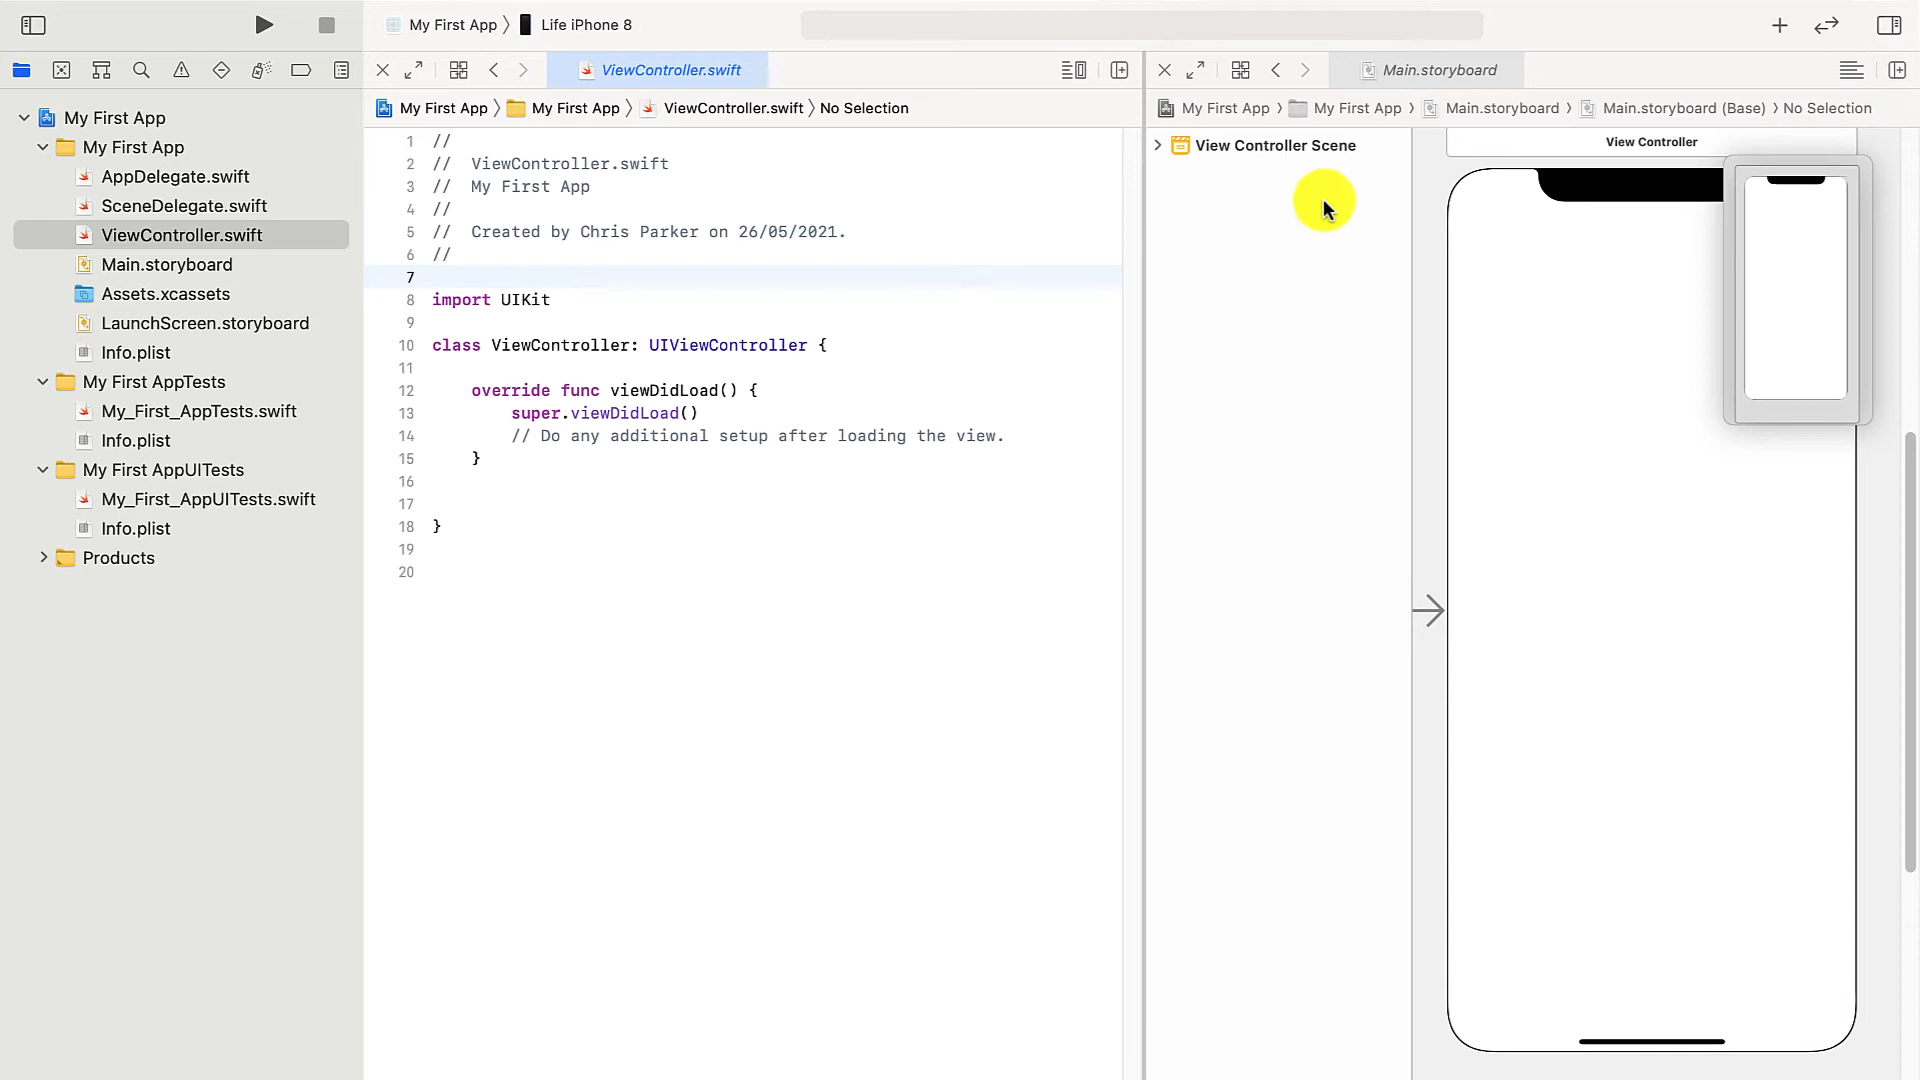 My First App 〉 Life iPhone 8
ViewController.swift
Main.storyboard
My First App 〉 My First App 〉 ViewController.swift 〉 No Selection
My First App 〉 My First App 〉 Main.storyboard 〉 Main.storyboard (Base) 〉 No Selection
My First App
My First App
AppDelegate.swift
SceneDelegate.swift
ViewController.swift
Main.storyboard
Assets.xcassets
LaunchScreen.storyboard
Info.plist
My First AppTests
My_First_AppTests.swift
Info.plist
My First AppUITests
My_First_AppUITests.swift
Info.plist
Products
1 //
2 //  ViewController.swift
3 //  My First App
4 //
5 //  Created by Chris Parker on 26/05/2021.
6 //
7
8 import UIKit
9
10 class ViewController: UIViewController {
11
12     override func viewDidLoad() {
13         super.viewDidLoad()
14         // Do any additional setup after loading the view.
15     }
16
17
18 }
19
20
View Controller Scene
View Controller